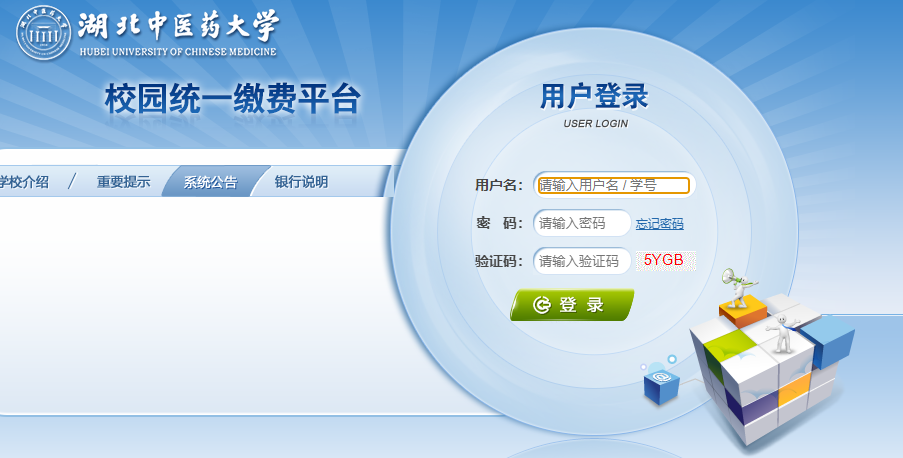 湖北中医药大学
HUBEI UNIVERSITY OF CHINESE MEDICINE
校园统一缴费平台
学校介绍 / 重要提示 系统公告 银行说明
用户登录
USER LOGIN
用户名： 请输入用户名 / 学号
密 码： 请输入密码 忘记密码
验证码： 请输入验证码 5YGB
登 录
@